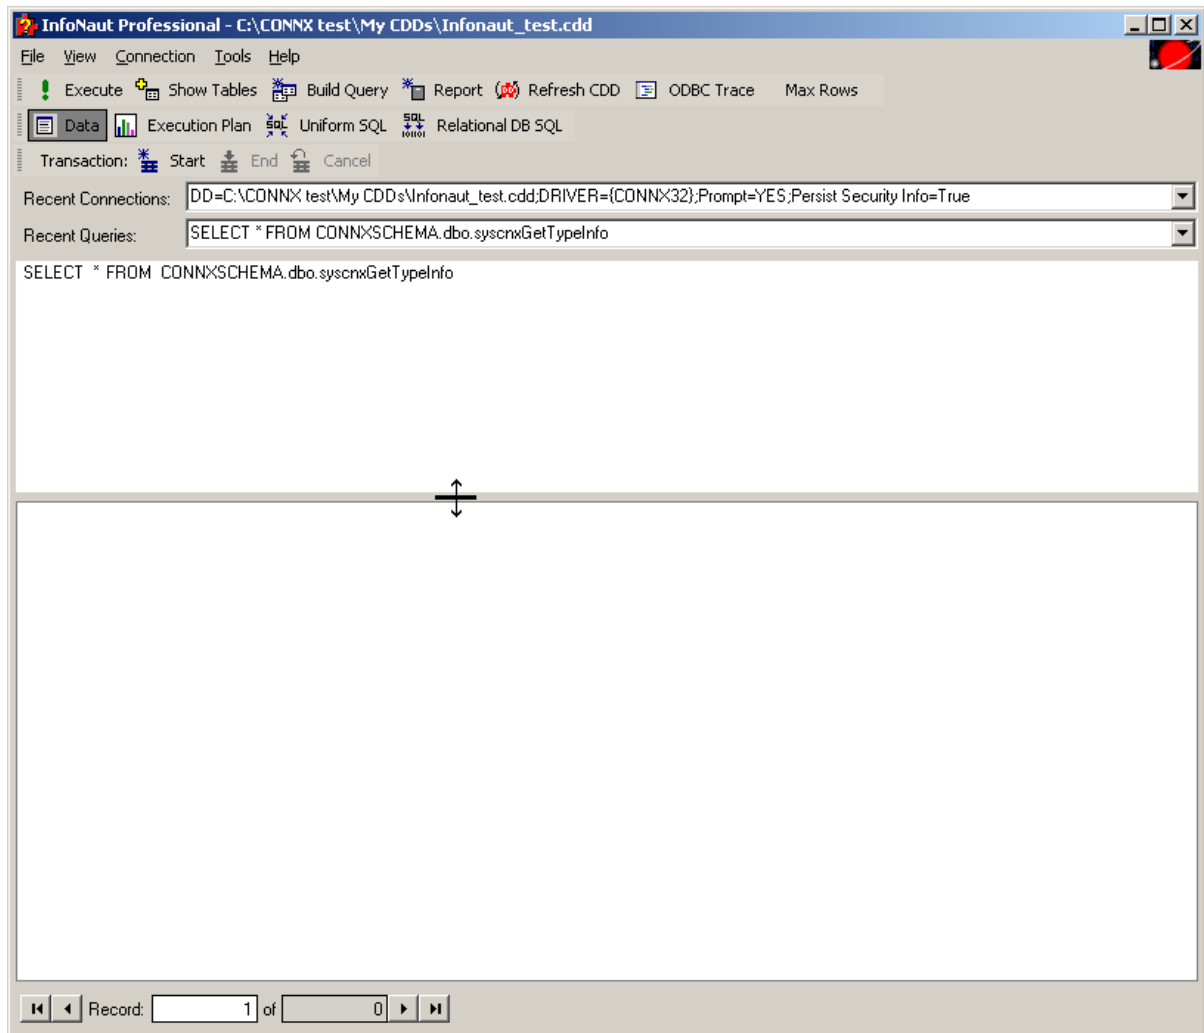 InfoNaut Professional - C:\CONNX test\My CDDs\Infonaut_test.cdd
File View Connection Tools Help
Execute Show Tables Build Query Report Refresh CDD ODBC Trace Max Rows
Data Execution Plan SQL Uniform SQL SQL Relational DB SQL
Transaction: Start End Cancel
Recent Connections: DD=C:\CONNX test\My CDDs\Infonaut_test.cdd;DRIVER={CONNX32};Prompt=YES;Persist Security Info=True
Recent Queries: SELECT * FROM CONNXSCHEMA.dbo.syscnxGetTypeInfo
SELECT * FROM CONNXSCHEMA.dbo.syscnxGetTypeInfo
Record: 1 of 0